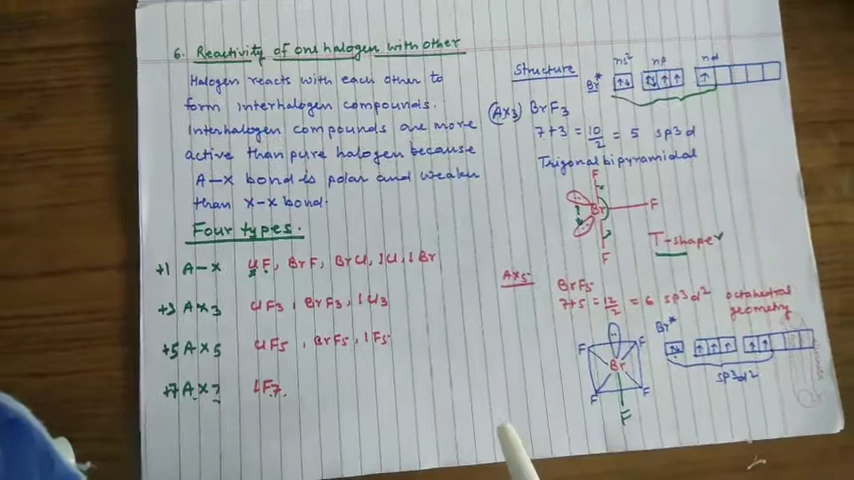 6. Reactivity of one halogen with other
Halogen reacts with each other to
form interhalogen compounds.
Interhalogen compounds are more
active than pure halogen because
A-X bond is polar and weaker
than X-X bond.
Four types.
+1 A-X ClF, BrF, BrCl, ICl, IBr
+3 AX3 ClF3, BrF3, ICl3
+5 AX5 ClF5, BrF5, IF5
+7 AX7 IF7.
Structure
ns² np nd
Br*
(AX3) BrF3
7+3 = 10/2 = 5 sp3d
Trigonal bipyramidal
F
Br F
F
T-shape
AX5
BrF5
7+5 = 12/2 = 6 sp3d² octahedral
geometry
Br*
F F
Br
F F
F
sp3d²